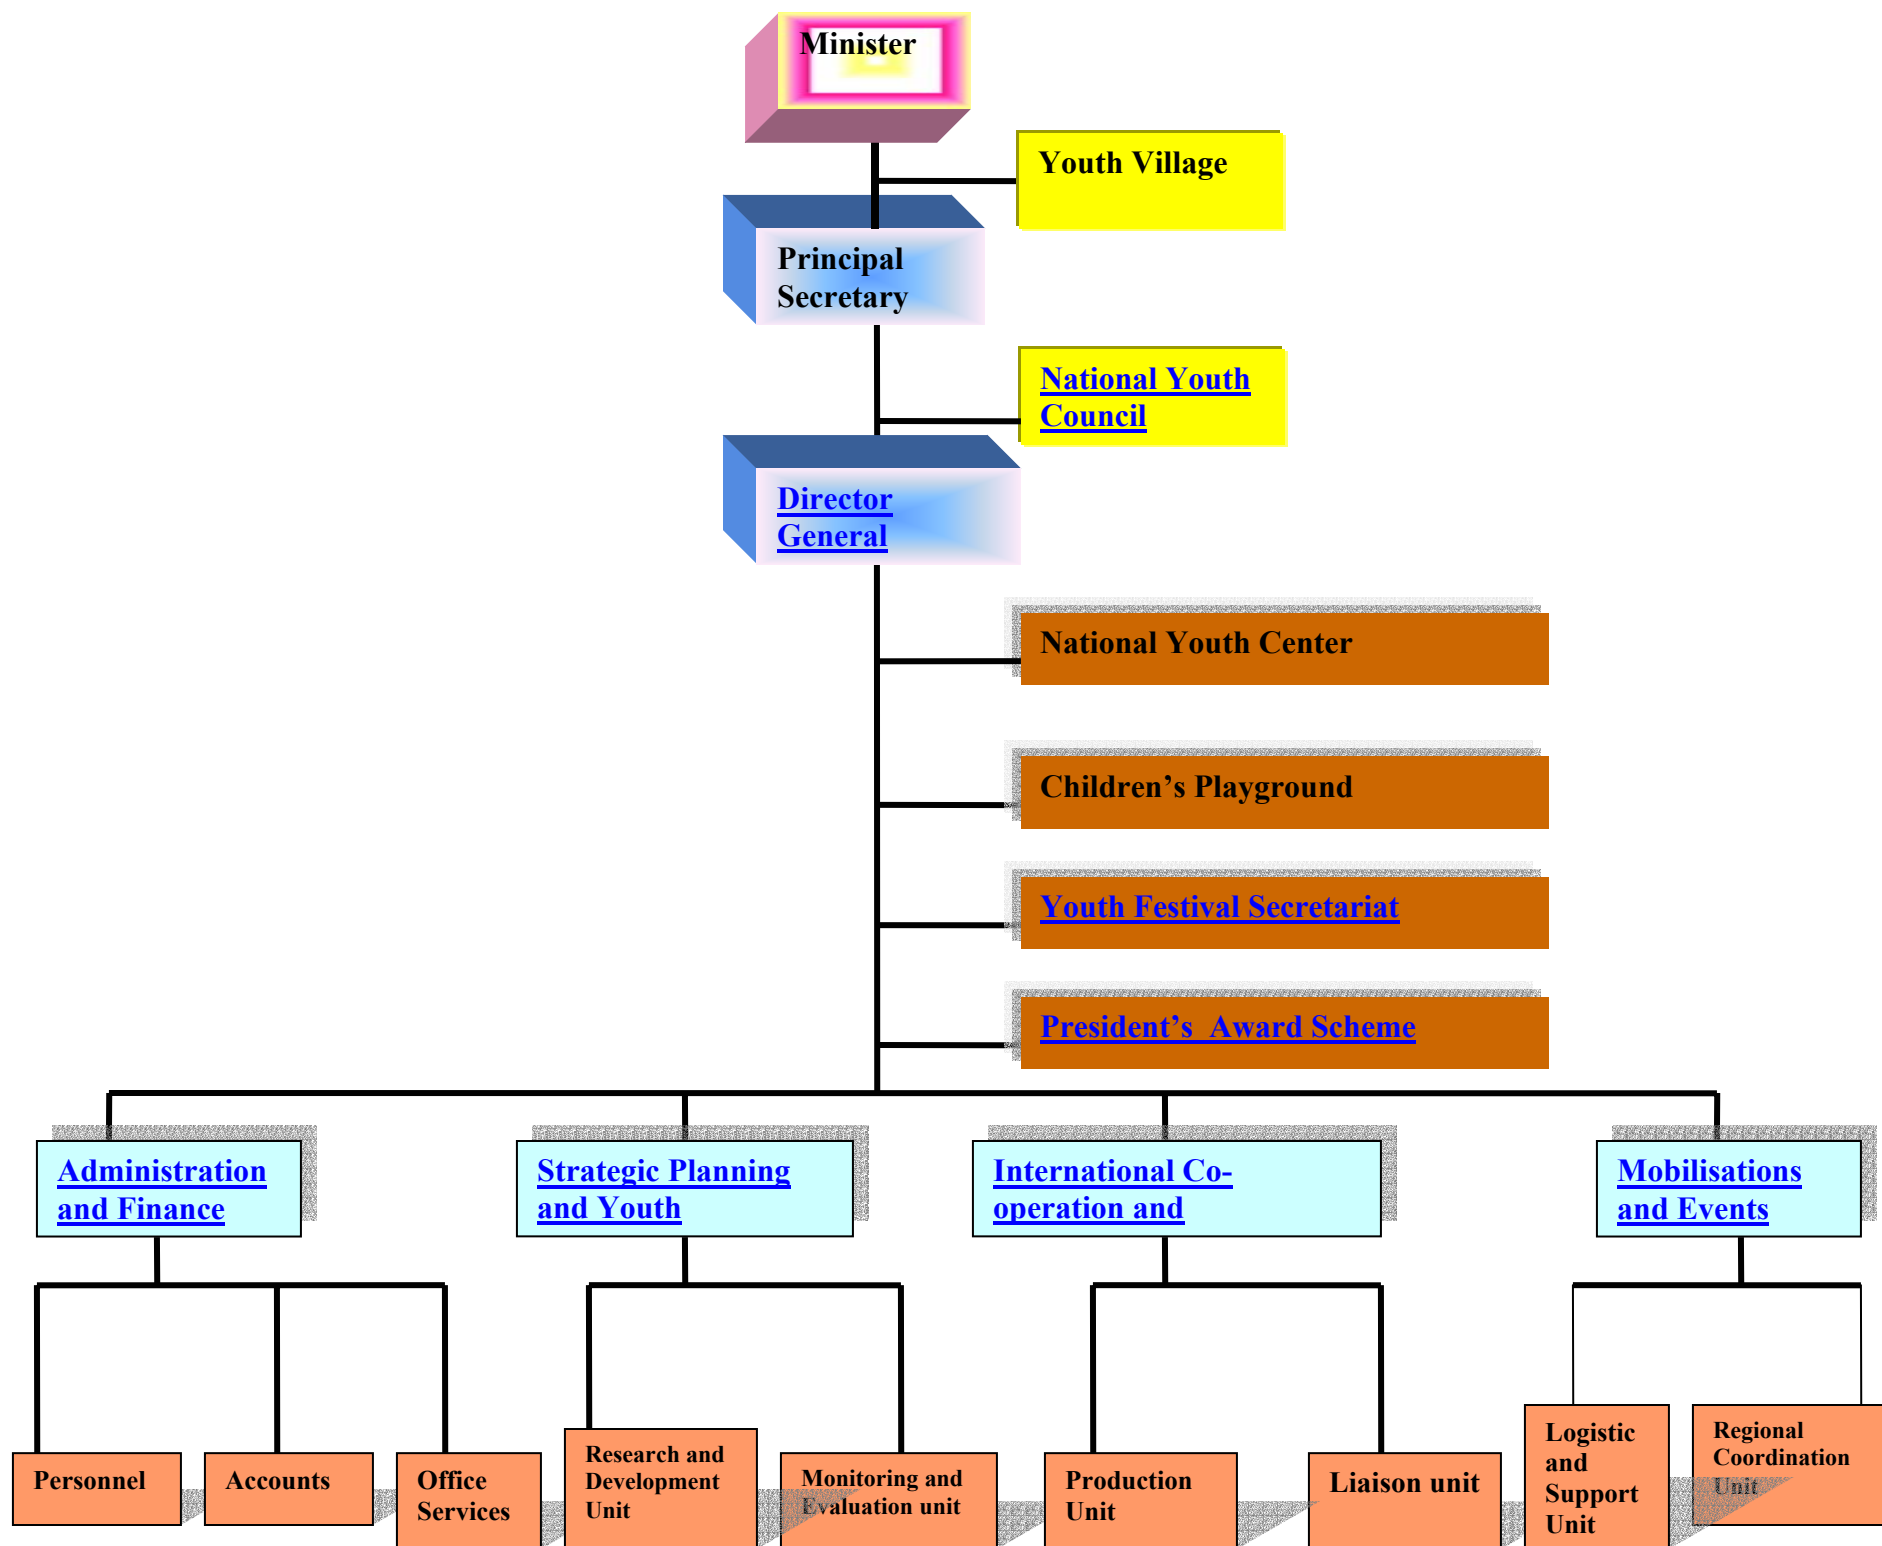 Minister
Youth Village
Principal
Secretary
National Youth
Council
Director
General
National Youth Center
Children’s Playground
Youth Festival Secretariat
President’s  Award Scheme
Administration
and Finance
Strategic Planning
and Youth
International Co-
operation and
Mobilisations
and Events
Personnel
Accounts
Office
Services
Research and
Development
Unit
Monitoring and
Evaluation unit
Production
Unit
Liaison unit
Logistic
and
Support
Unit
Regional
Coordination
Unit